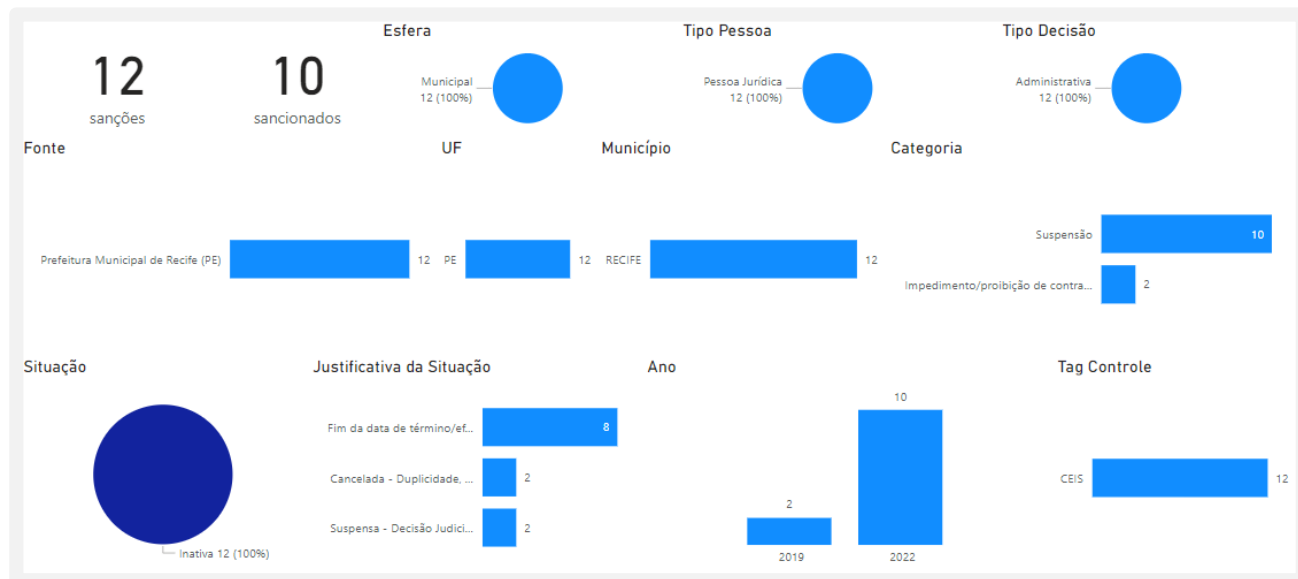 12
sanções
10
sancionados
Esfera
Municipal
12 (100%)
Tipo Pessoa
Pessoa Jurídica
12 (100%)
Tipo Decisão
Administrativa
12 (100%)
Fonte
Prefeitura Municipal de Recife (PE)
12
UF
PE
12
Município
RECIFE
12
Categoria
Suspensão
10
Impedimento/proibição de contra...
2
Situação
Inativa 12 (100%)
Justificativa da Situação
Fim da data de término/ef...
8
Cancelada - Duplicidade, ...
2
Suspensa - Decisão Judici...
2
Ano
2
10
2019
2022
Tag Controle
CEIS
12